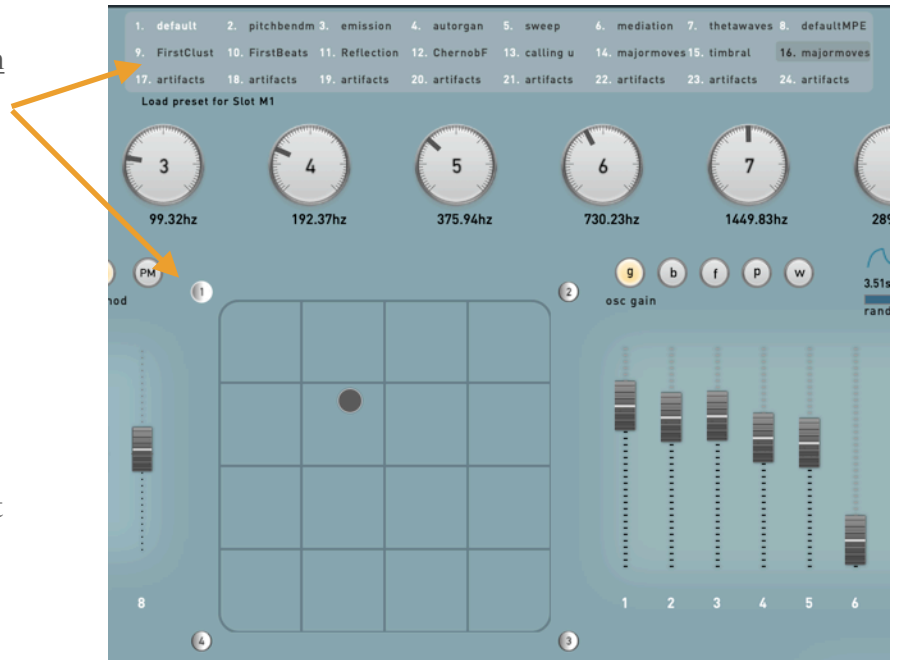 1. default 2. pitchbendm 3. emission 4. autorgan 5. sweep 6. mediation 7. thetawaves 8. defaultMPE
9. FirstClust 10. FirstBeats 11. Reflection 12. ChernobF 13. calling u 14. majormoves 15. timbral 16. majormoves
17. artifacts 18. artifacts 19. artifacts 20. artifacts 21. artifacts 22. artifacts 23. artifacts 24. artifacts
Load preset for Slot M1
3 4 5 6 7
99.32hz 192.37hz 375.94hz 730.23hz 1449.83hz 289
PM g b f p w
1 2 3.51s
nod osc gain rand
8 1 2 3 4 5 6
4 3